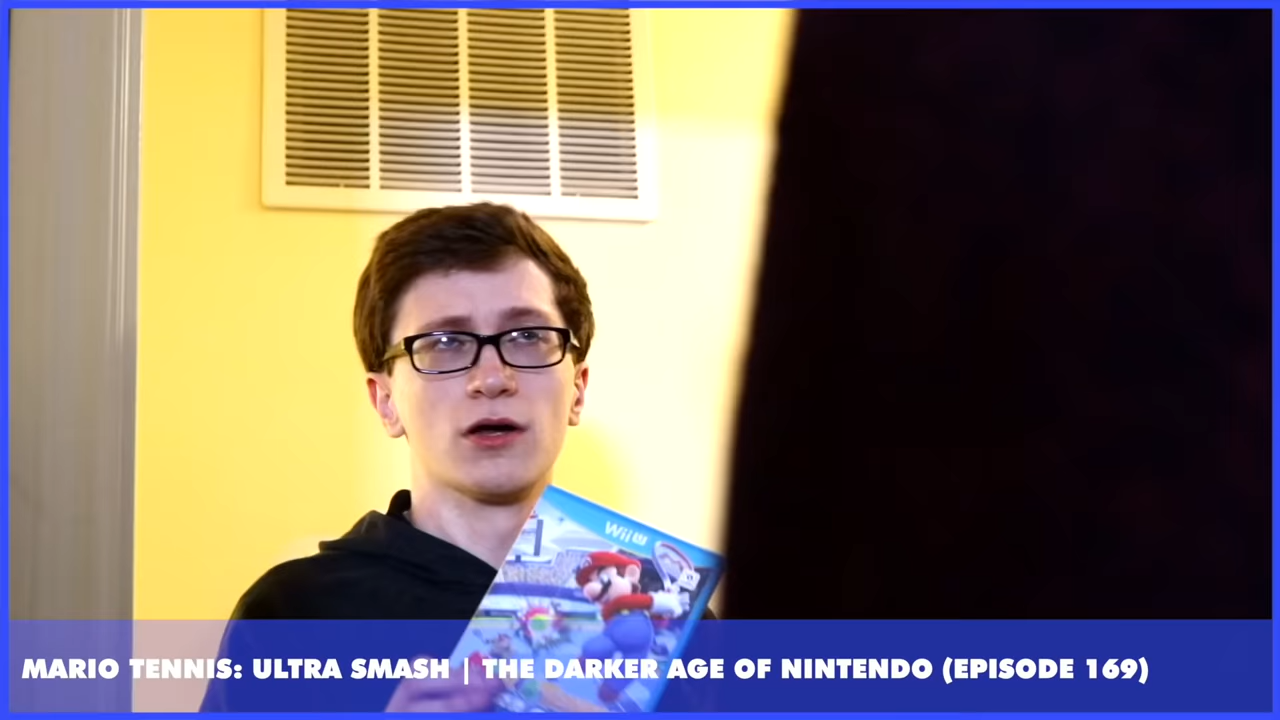 Wii U
MARIO TENNIS: ULTRA SMASH | THE DARKER AGE OF NINTENDO (EPISODE 169)